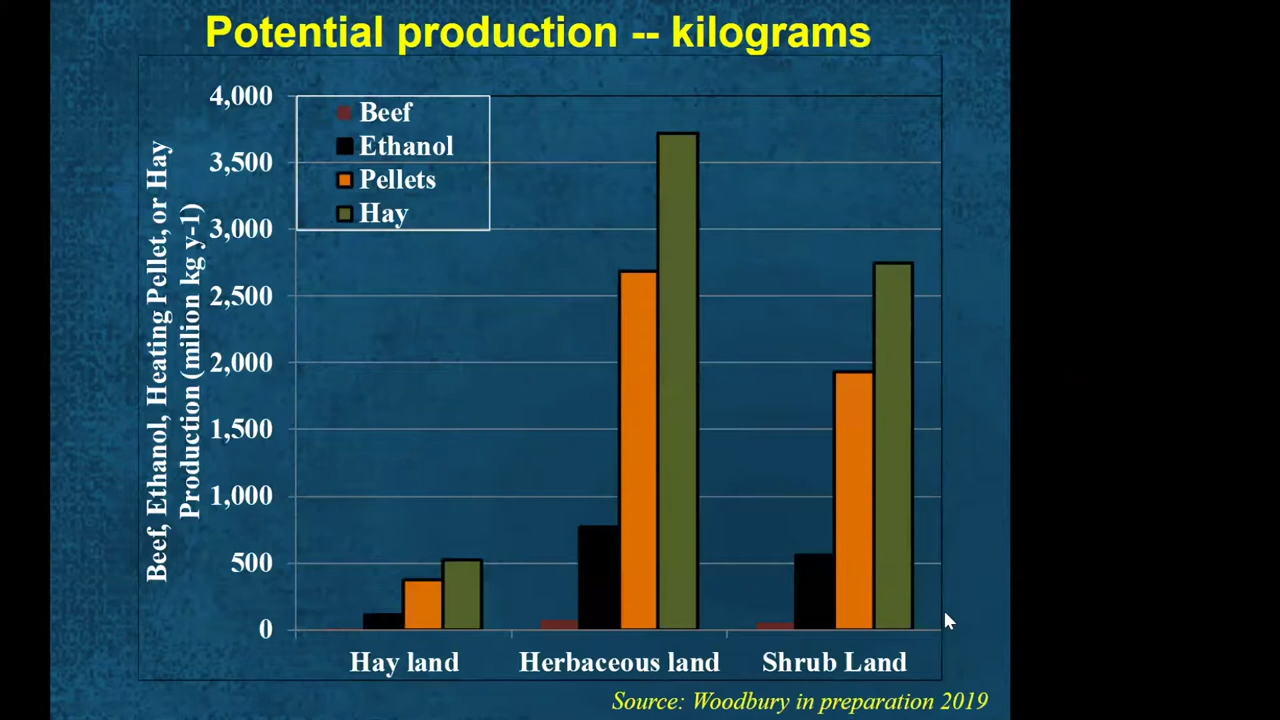 Potential production -- kilograms
Beef, Ethanol, Heating Pellet, or Hay
Production (milion kg y-1)
4,000
3,500
3,000
2,500
2,000
1,500
1,000
500
0
Beef
Ethanol
Pellets
Hay
Hay land Herbaceous land Shrub Land
Source: Woodbury in preparation 2019